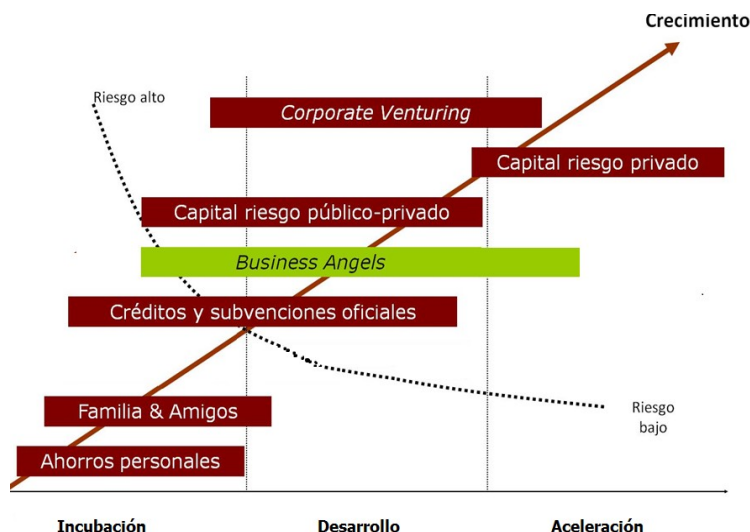 Crecimiento
Riesgo alto
Corporate Venturing
Capital riesgo privado
Capital riesgo público-privado
Business Angels
Créditos y subvenciones oficiales
Familia & Amigos
Riesgo
bajo
Ahorros personales
Incubación
Desarrollo
Aceleración